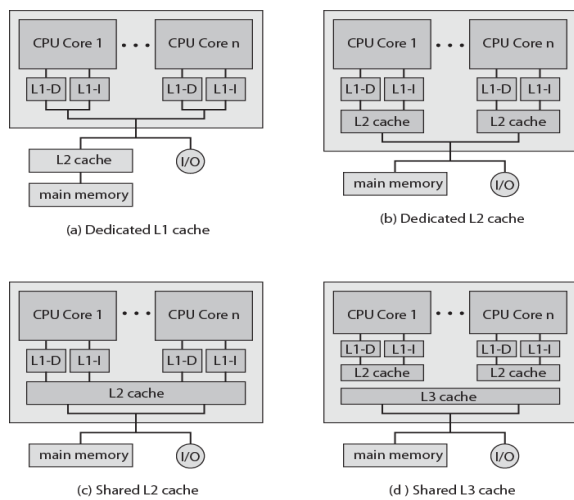 CPU Core 1 • • • CPU Core n
L1-D L1-I L1-D L1-I
L2 cache I/O
main memory
(a) Dedicated L1 cache
CPU Core 1 • • • CPU Core n
L1-D L1-I L1-D L1-I
L2 cache L2 cache
main memory I/O
(b) Dedicated L2 cache
CPU Core 1 • • • CPU Core n
L1-D L1-I L1-D L1-I
L2 cache
main memory I/O
(c) Shared L2 cache
CPU Core 1 • • • CPU Core n
L1-D L1-I L1-D L1-I
L2 cache L2 cache
L3 cache
main memory I/O
(d ) Shared L3 cache